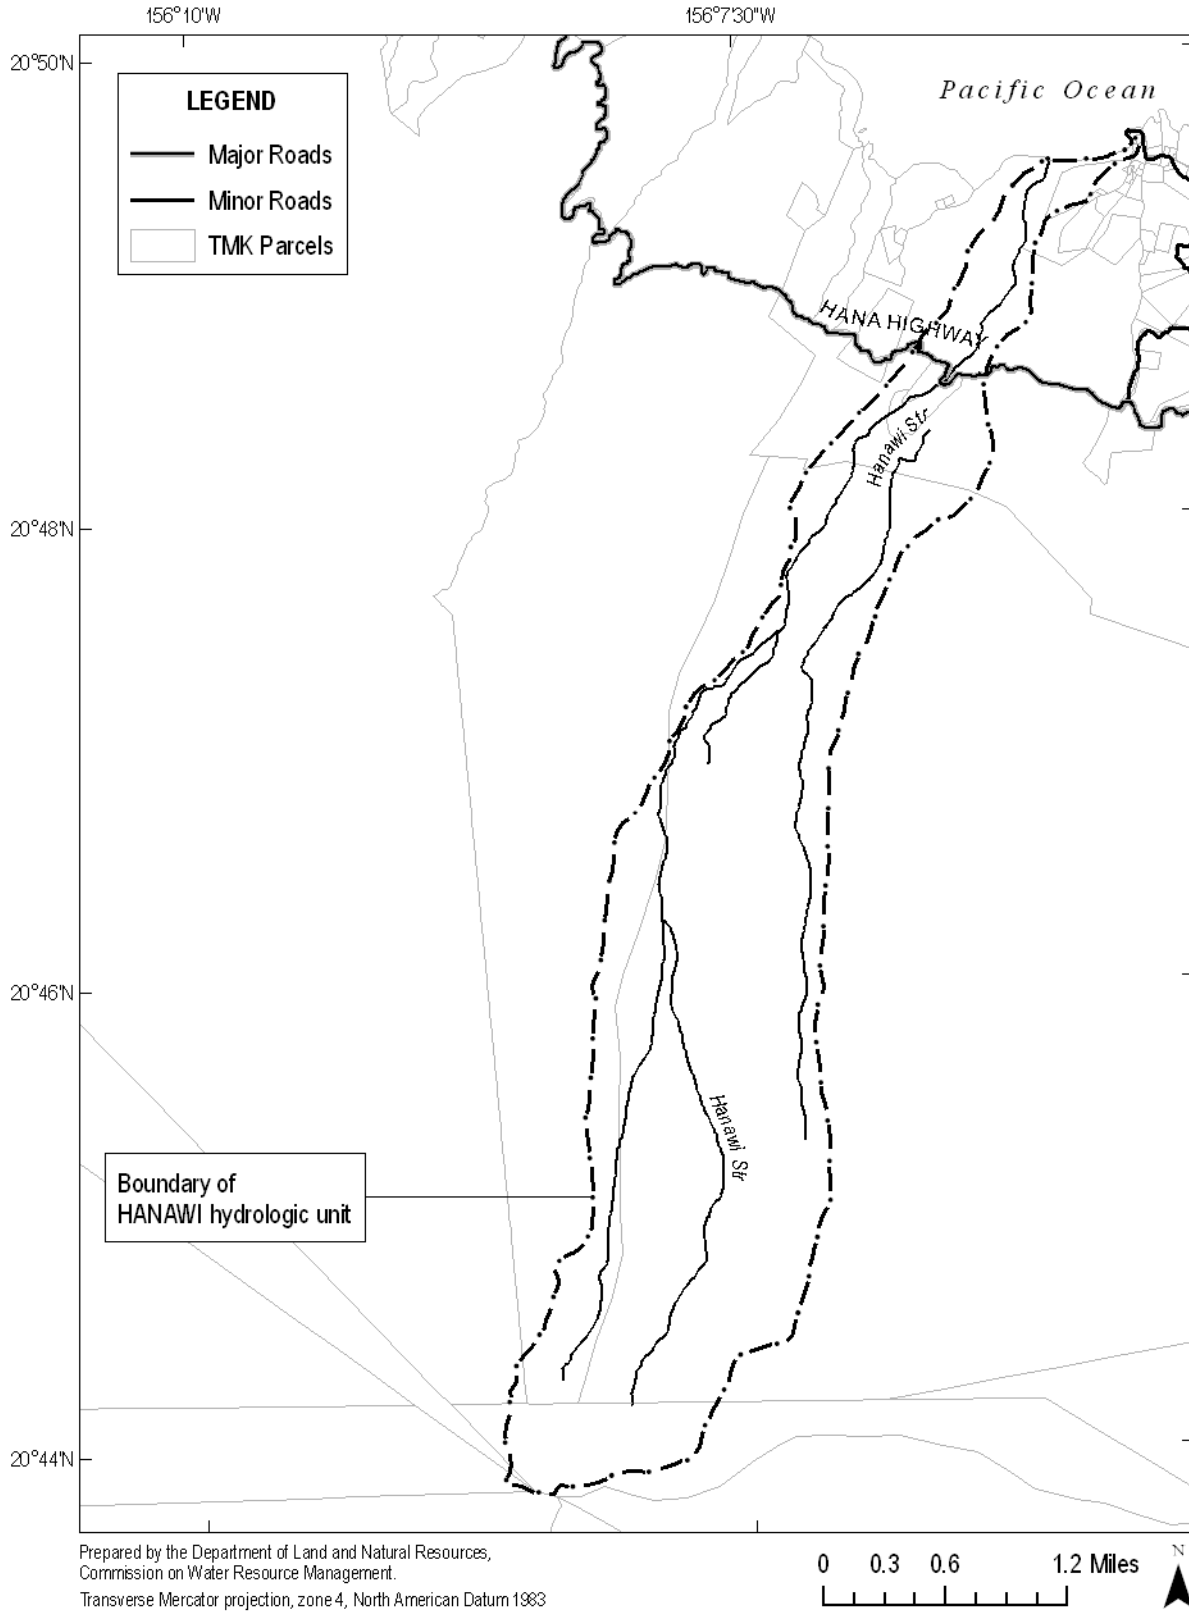 156°10'W
156°7'30"W
20°50'N
Pacific Ocean
LEGEND
Major Roads
Minor Roads
TMK Parcels
HANA HIGHWAY
Hanawi Str
20°48'N
20°46'N
Hanawi Str
Boundary of
HANAWI hydrologic unit
20°44'N
Prepared by the Department of Land and Natural Resources,
Commission on Water Resource Management.
Transverse Mercator projection, zone 4, North American Datum 1983
0 0.3 0.6 1.2 Miles
N